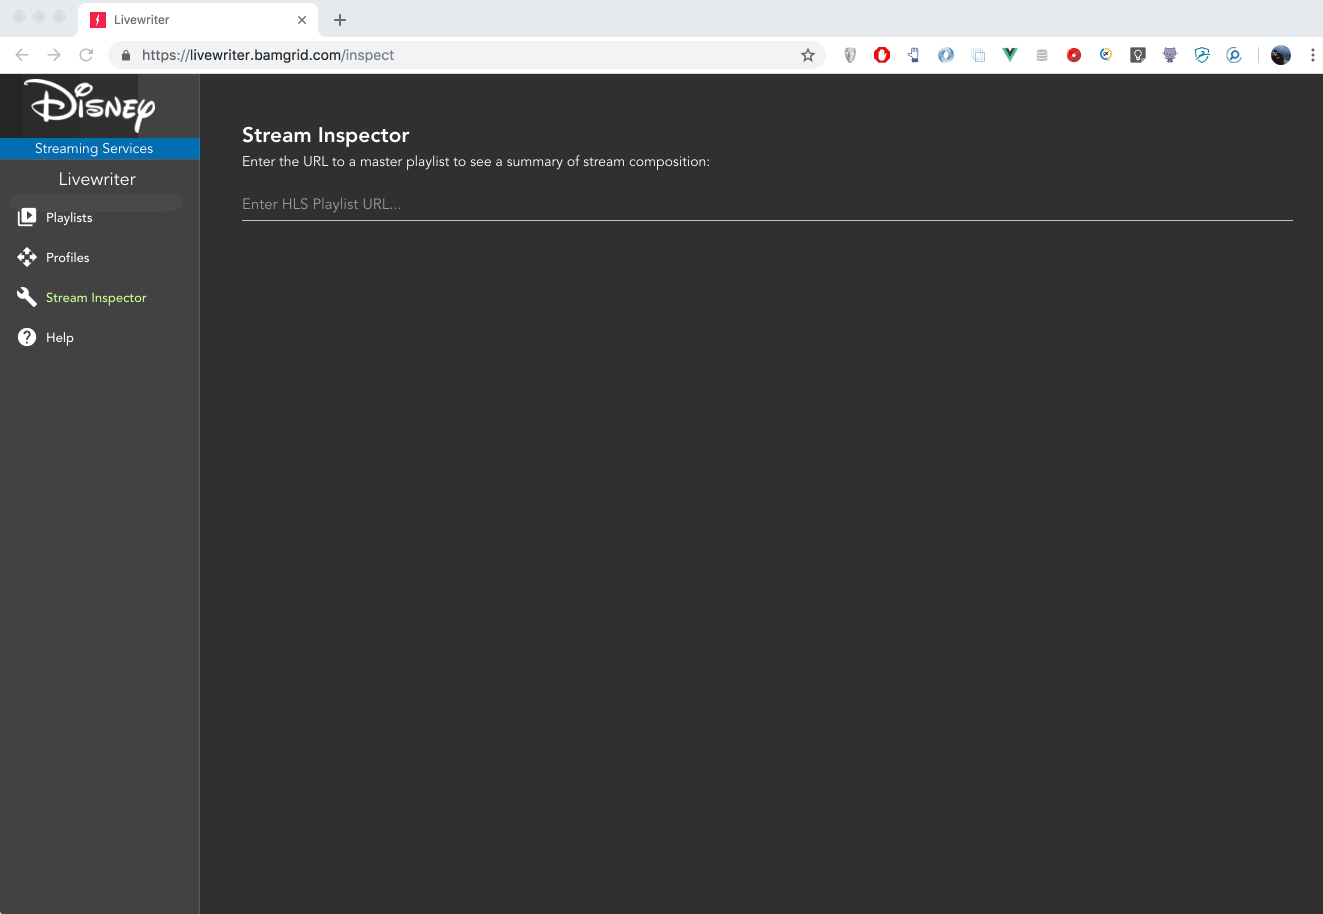 Livewriter
https://livewriter.bamgrid.com/inspect
Disney
Streaming Services
Livewriter
Playlists
Profiles
Stream Inspector
Help
Stream Inspector
Enter the URL to a master playlist to see a summary of stream composition:
Enter HLS Playlist URL...